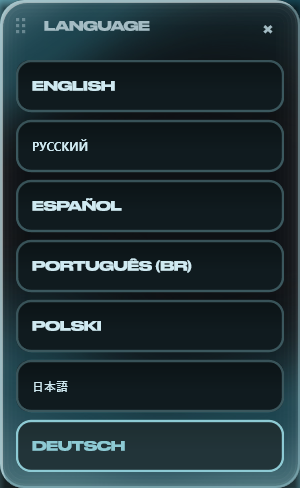 LANGUAGE
ENGLISH
РУССКИЙ
ESPAÑOL
PORTUGUÊS (BR)
POLSKI
日本語
DEUTSCH